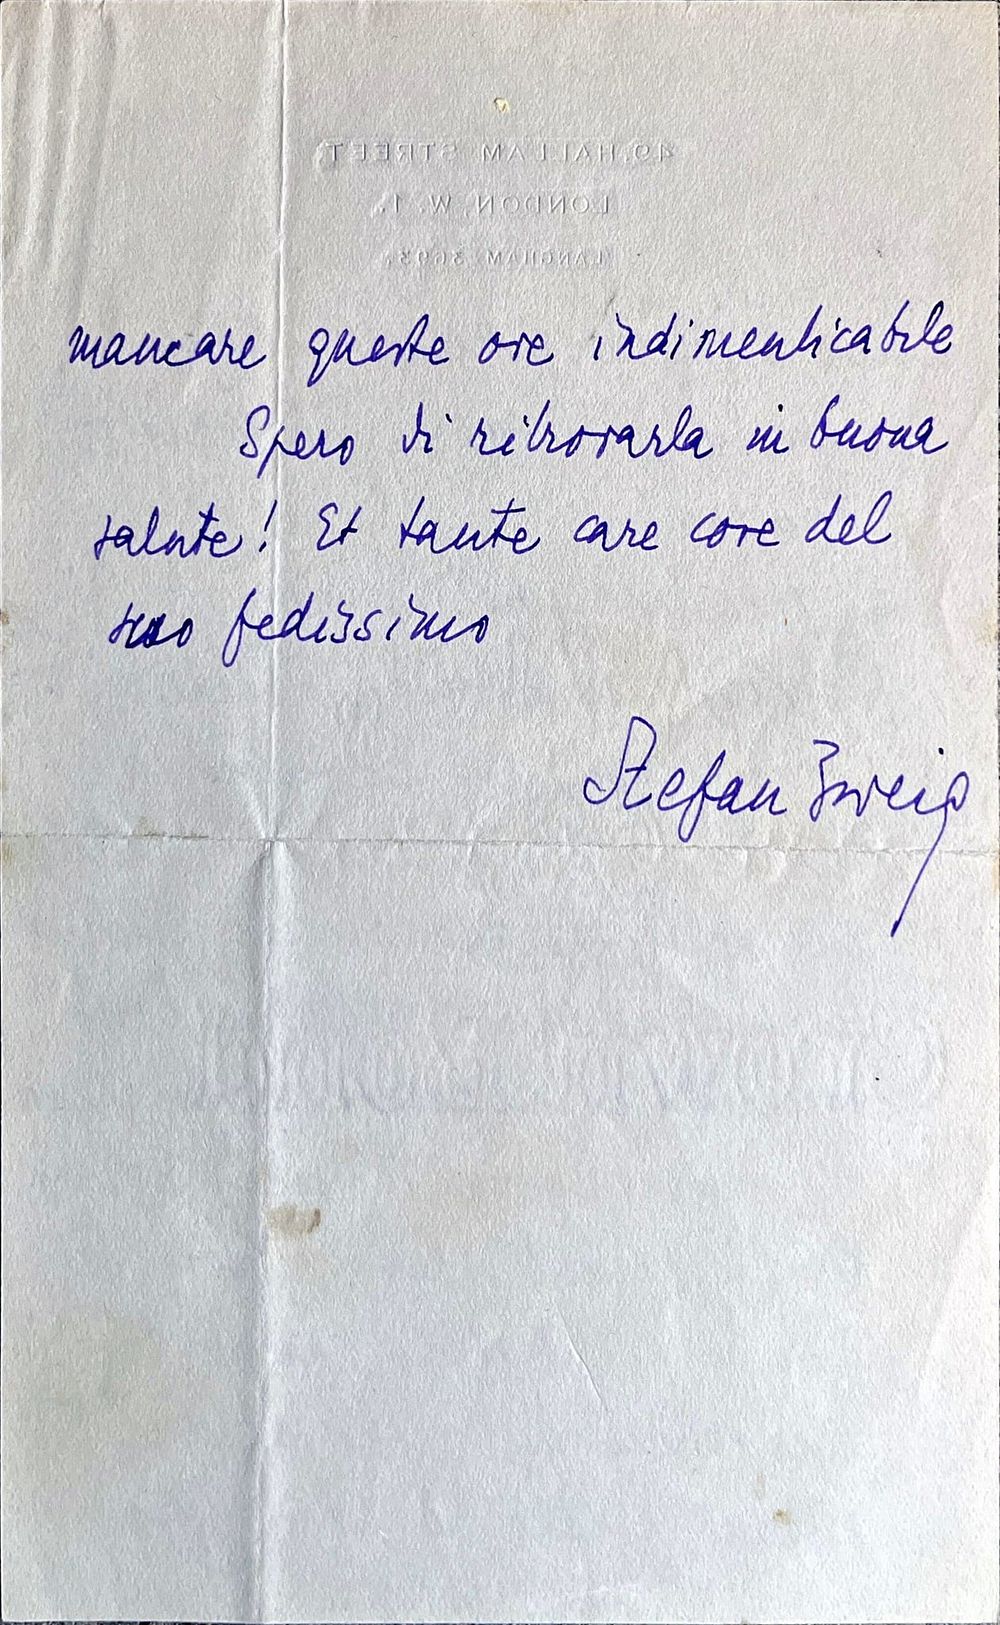 49, HALLAM STREET,
LONDON, W. 1.
LANGHAM 3693.
mancare queste ore indimenticabile
Spero di ritrovarla in buona
salute! Et tante care cose del
suo fedissimo
Stefan Zweig